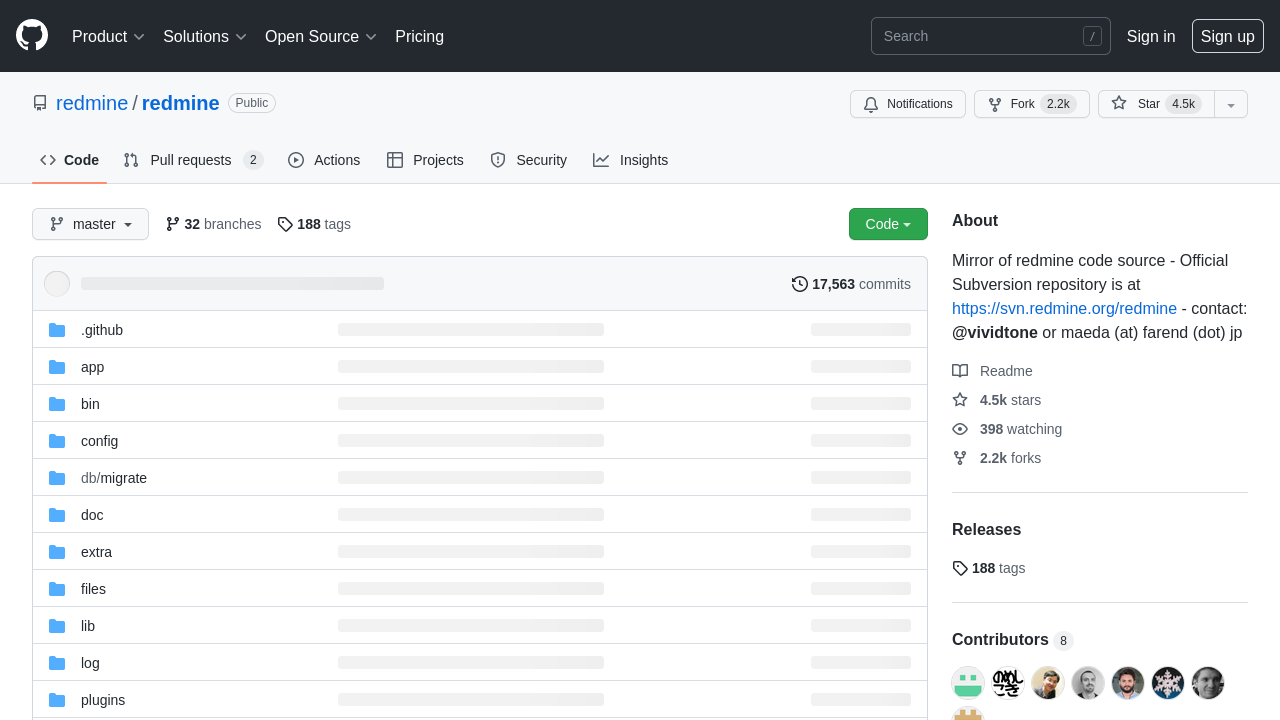 Product Solutions Open Source Pricing Search / Sign in Sign up
redmine / redmine Public Notifications Fork 2.2k Star 4.5k
Code Pull requests 2 Actions Projects Security Insights
master 32 branches 188 tags Code
17,563 commits
.github
app
bin
config
db/migrate
doc
extra
files
lib
log
plugins
About
Mirror of redmine code source - Official
Subversion repository is at
https://svn.redmine.org/redmine - contact:
@vividtone or maeda (at) farend (dot) jp
Readme
4.5k stars
398 watching
2.2k forks
Releases
188 tags
Contributors 8